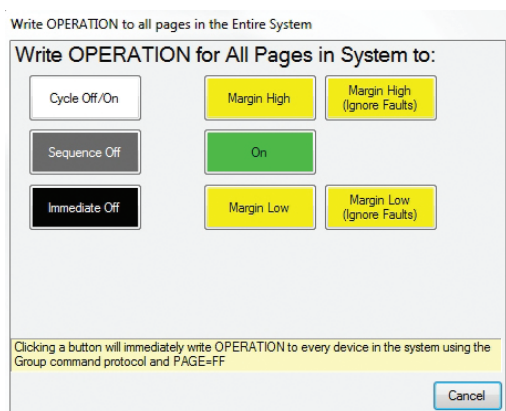 Write OPERATION to all pages in the Entire System
Write OPERATION for All Pages in System to:
Cycle Off/On
Margin High
Margin High
(Ignore Faults)
Sequence Off
On
Immediate Off
Margin Low
Margin Low
(Ignore Faults)
Clicking a button will immediately write OPERATION to every device in the system using the
Group command protocol and PAGE=FF
Cancel